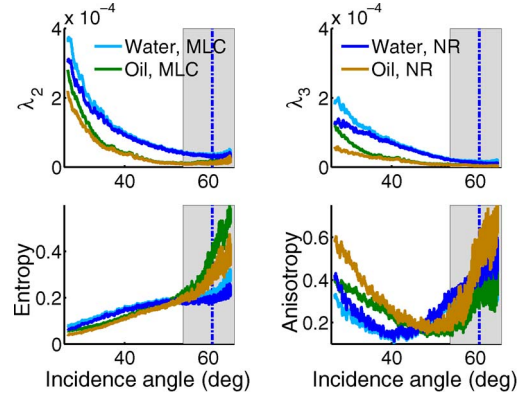 x 10⁻⁴
x 10⁻⁴
4
2
0
λ₂
Water, MLC
Oil, MLC
40
60
4
2
0
λ₃
Water, NR
Oil, NR
40
60
0.4
0.2
0
Entropy
40
60
Incidence angle (deg)
0.6
0.4
0.2
Anisotropy
40
60
Incidence angle (deg)